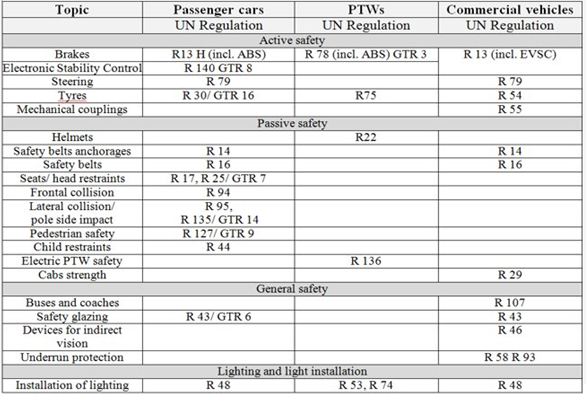 Topic Passenger cars PTWs Commercial vehicles
UN Regulation UN Regulation UN Regulation
Active safety
Brakes R13 H (incl. ABS) R 78 (incl. ABS) GTR 3 R 13 (incl. EVSC)
Electronic Stability Control R 140 GTR 8
Steering R 79 R 79
Tyres R 30/ GTR 16 R75 R 54
Mechanical couplings R 55
Passive safety
Helmets R22
Safety belts anchorages R 14 R 14
Safety belts R 16 R 16
Seats/ head restraints R 17, R 25/ GTR 7
Frontal collision R 94
Lateral collision/ R 95,
pole side impact R 135/ GTR 14
Pedestrian safety R 127/ GTR 9
Child restraints R 44
Electric PTW safety R 136
Cabs strength R 29
General safety
Buses and coaches R 107
Safety glazing R 43/ GTR 6 R 43
Devices for indirect R 46
vision
Underrun protection R 58 R 93
Lighting and light installation
Installation of lighting R 48 R 53, R 74 R 48